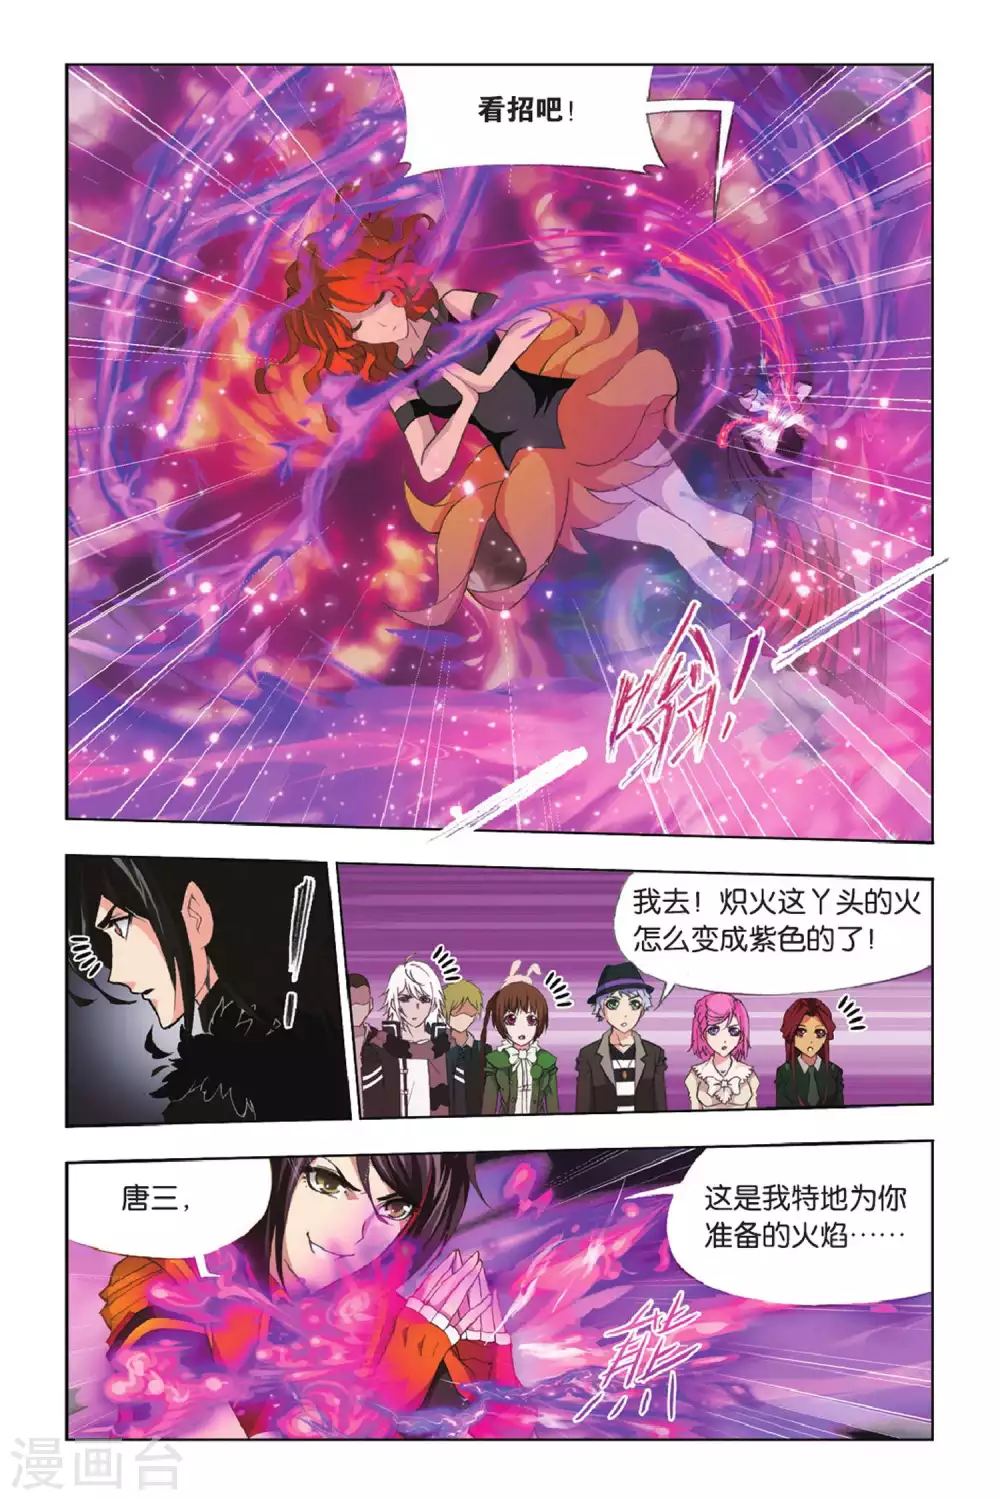 看招吧！
嗡！
我去！炽火这丫头的火
怎么变成紫色的了！
唐三，
这是我特地为你
准备的火焰……
熊
漫画台